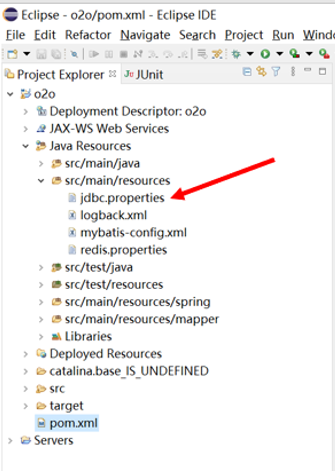 Eclipse - o2o/pom.xml - Eclipse IDE
File Edit Refactor Navigate Search Project Run Window
Project Explorer JUnit
o2o
Deployment Descriptor: o2o
JAX-WS Web Services
Java Resources
src/main/java
src/main/resources
jdbc.properties
logback.xml
mybatis-config.xml
redis.properties
src/test/java
src/test/resources
src/main/resources/spring
src/main/resources/mapper
Libraries
Deployed Resources
catalina.base_IS_UNDEFINED
src
target
pom.xml
Servers